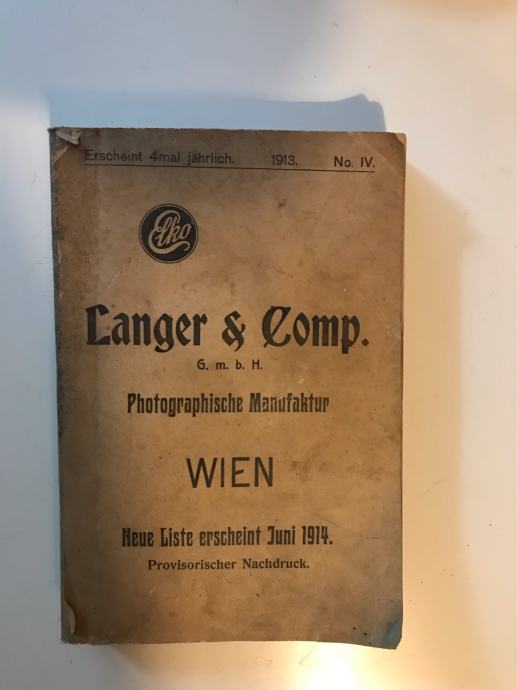 Erscheint 4mal jährlich. 1913. No. IV.
Elko
Langer & Comp.
G. m. b. H.
Photographische Manufaktur
WIEN
Neue Liste erscheint Juni 1914.
Provisorischer Nachdruck.